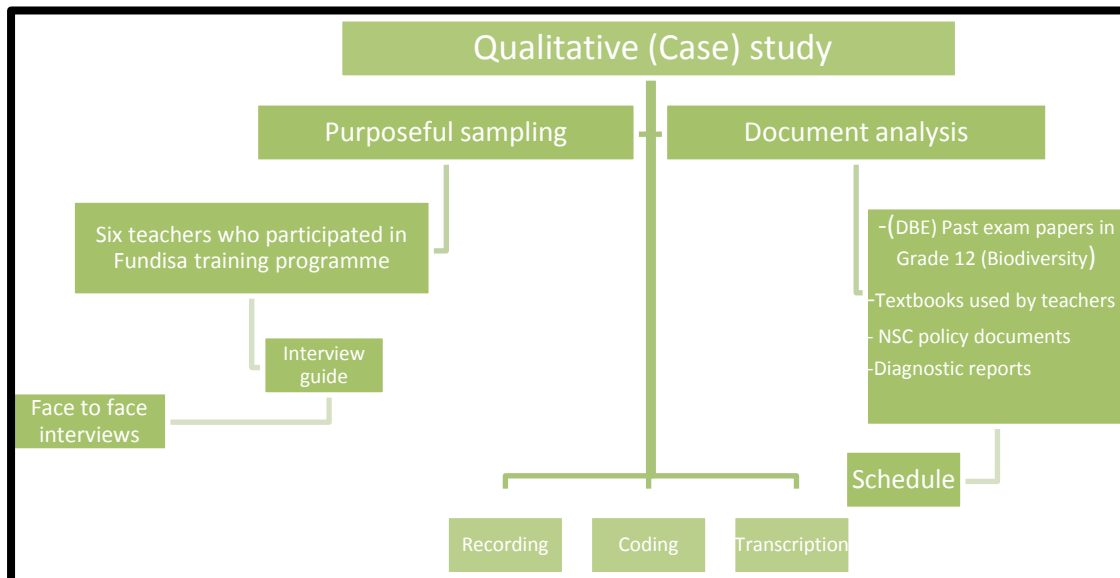 Qualitative (Case) study
Purposeful sampling
Document analysis
Six teachers who participated in
Fundisa training programme
-(DBE) Past exam papers in
Grade 12 (Biodiversity)
-Textbooks used by teachers
- NSC policy documents
-Diagnostic reports
Interview
guide
Face to face
interviews
Schedule
Recording
Coding
Transcription